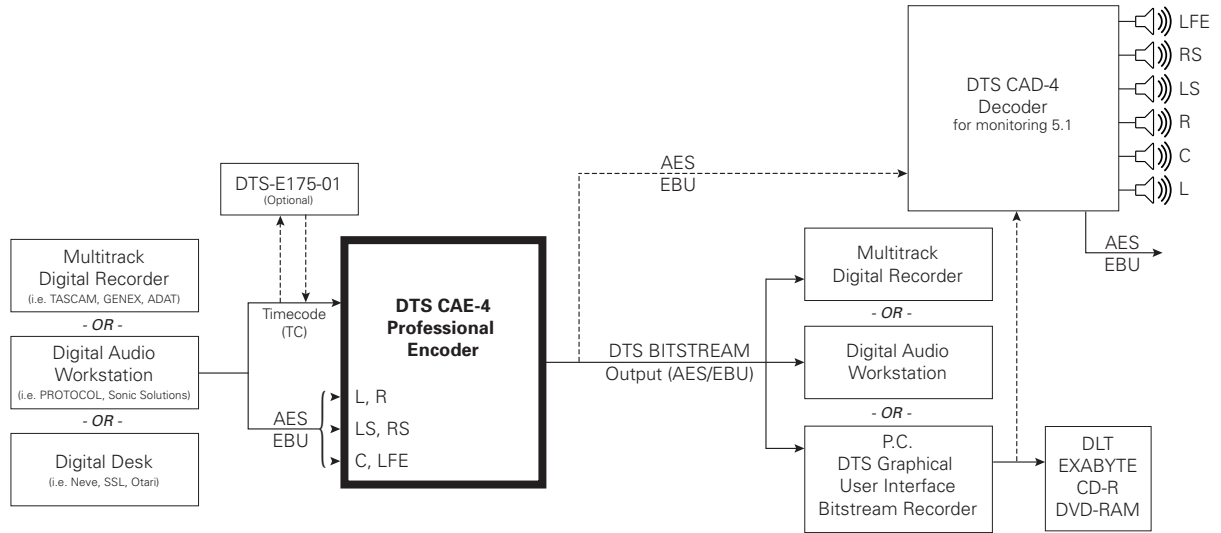 DTS-E175-01
(Optional)
Multitrack
Digital Recorder
(i.e. TASCAM, GENEX, ADAT)
- OR -
Digital Audio
Workstation
(i.e. PROTOCOL, Sonic Solutions)
- OR -
Digital Desk
(i.e. Neve, SSL, Otari)
Timecode
(TC)
AES
EBU
DTS CAE-4
Professional
Encoder
L, R
LS, RS
C, LFE
AES
EBU
DTS BITSTREAM
Output (AES/EBU)
DTS CAD-4
Decoder
for monitoring 5.1
LFE
RS
LS
R
C
L
AES
EBU
Multitrack
Digital Recorder
- OR -
Digital Audio
Workstation
- OR -
P.C.
DTS Graphical
User Interface
Bitstream Recorder
DLT
EXABYTE
CD-R
DVD-RAM